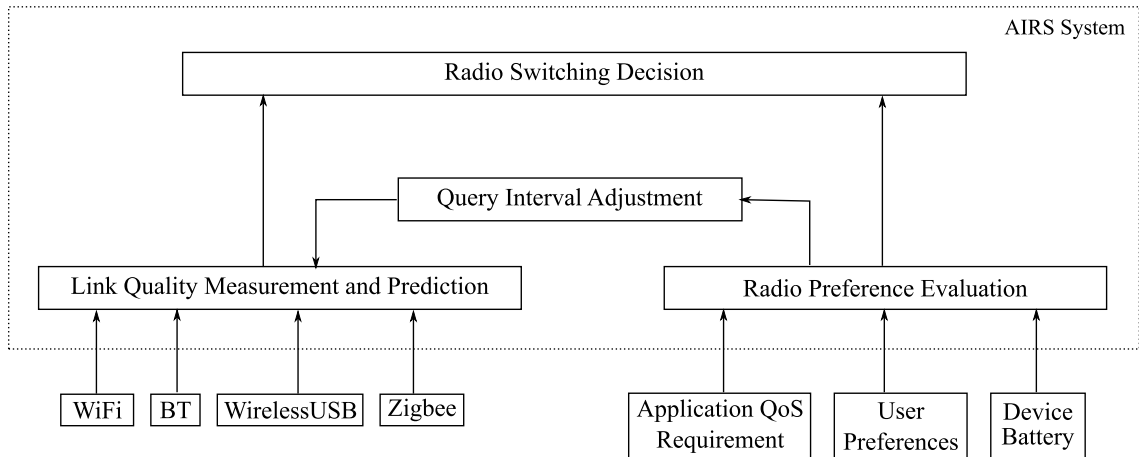 AIRS System
Radio Switching Decision
Query Interval Adjustment
Link Quality Measurement and Prediction
Radio Preference Evaluation
WiFi
BT
WirelessUSB
Zigbee
Application QoS
Requirement
User
Preferences
Device
Battery